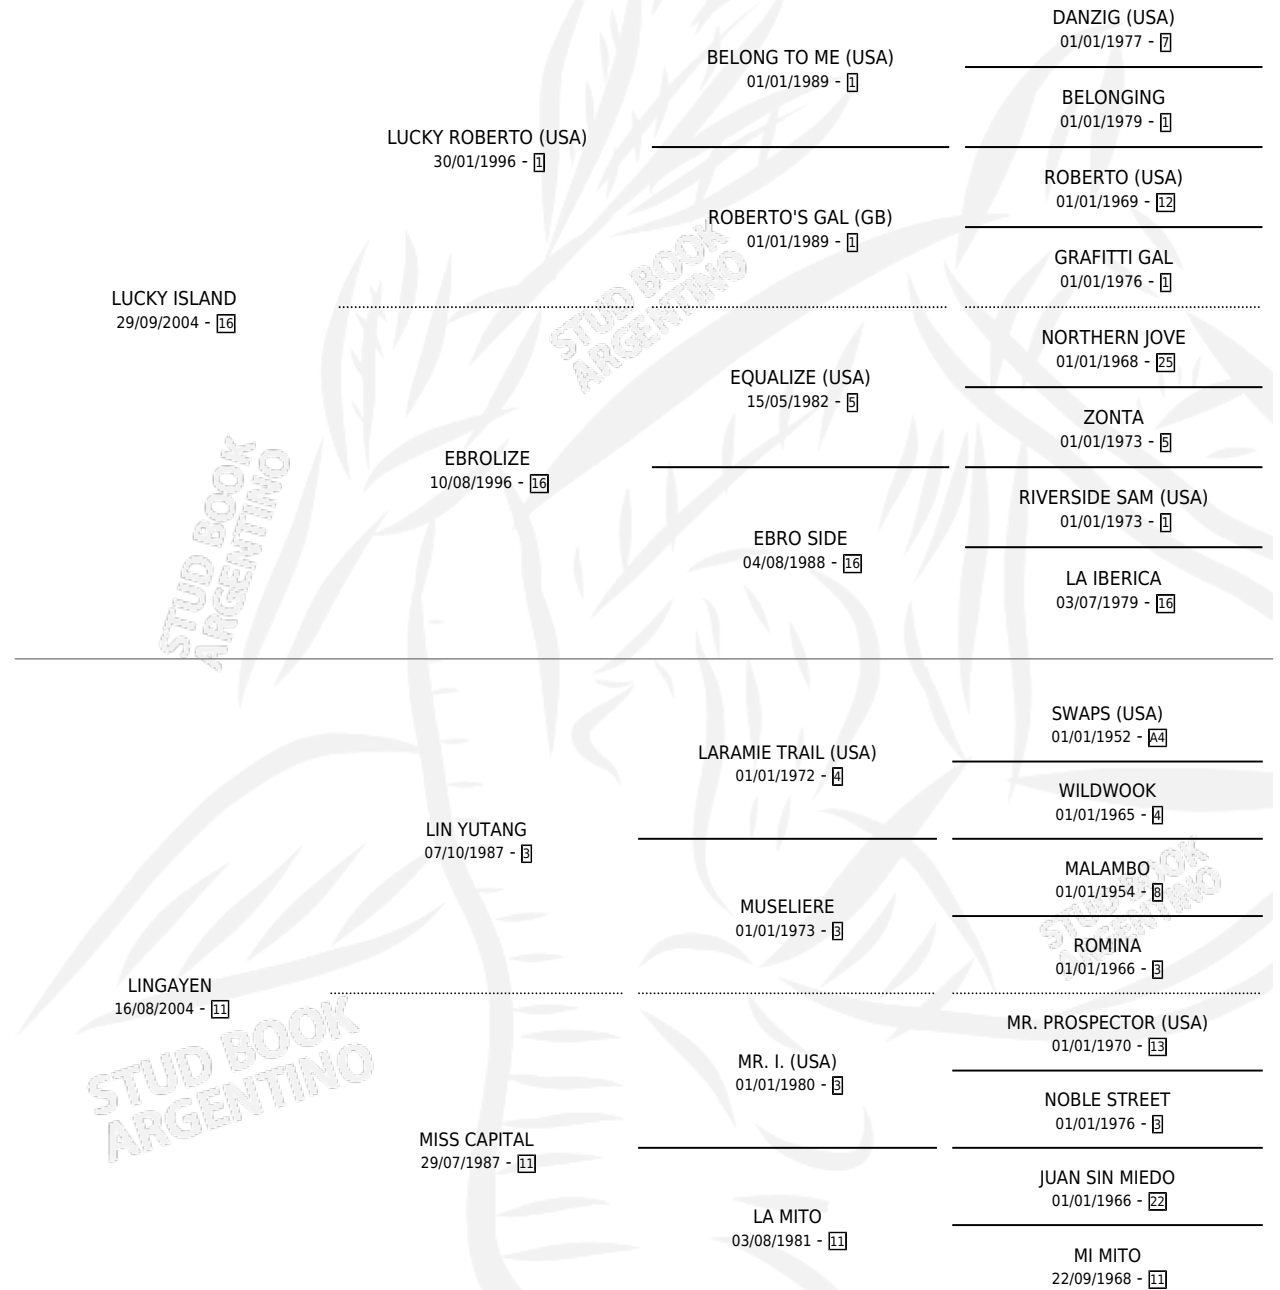 DANZIG (USA)
01/01/1977 - 7
BELONG TO ME (USA)
01/01/1989 - 1
BELONGING
01/01/1979 - 1
LUCKY ROBERTO (USA)
30/01/1996 - 1
ROBERTO (USA)
01/01/1969 - 12
ROBERTO'S GAL (GB)
01/01/1989 - 1
GRAFITTI GAL
01/01/1976 - 1
LUCKY ISLAND
29/09/2004 - 16
NORTHERN JOVE
01/01/1968 - 25
EQUALIZE (USA)
15/05/1982 - 5
ZONTA
01/01/1973 - 5
EBROLIZE
10/08/1996 - 16
RIVERSIDE SAM (USA)
01/01/1973 - 1
EBRO SIDE
04/08/1988 - 16
LA IBERICA
03/07/1979 - 16
SWAPS (USA)
01/01/1952 - A4
LARAMIE TRAIL (USA)
01/01/1972 - 4
WILDWOOK
01/01/1965 - 4
LIN YUTANG
07/10/1987 - 3
MALAMBO
01/01/1954 - 8
MUSELIERE
01/01/1973 - 3
ROMINA
01/01/1966 - 3
LINGAYEN
16/08/2004 - 11
MR. PROSPECTOR (USA)
01/01/1970 - 13
MR. I. (USA)
01/01/1980 - 3
NOBLE STREET
01/01/1976 - 3
MISS CAPITAL
29/07/1987 - 11
JUAN SIN MIEDO
01/01/1966 - 22
LA MITO
03/08/1981 - 11
MI MITO
22/09/1968 - 11
STUD BOOK
ARGENTINO
STUD BOOK
ARGENTINO
STUD BOOK
ARGENTINO
STUD BOOK
ARGENTINO